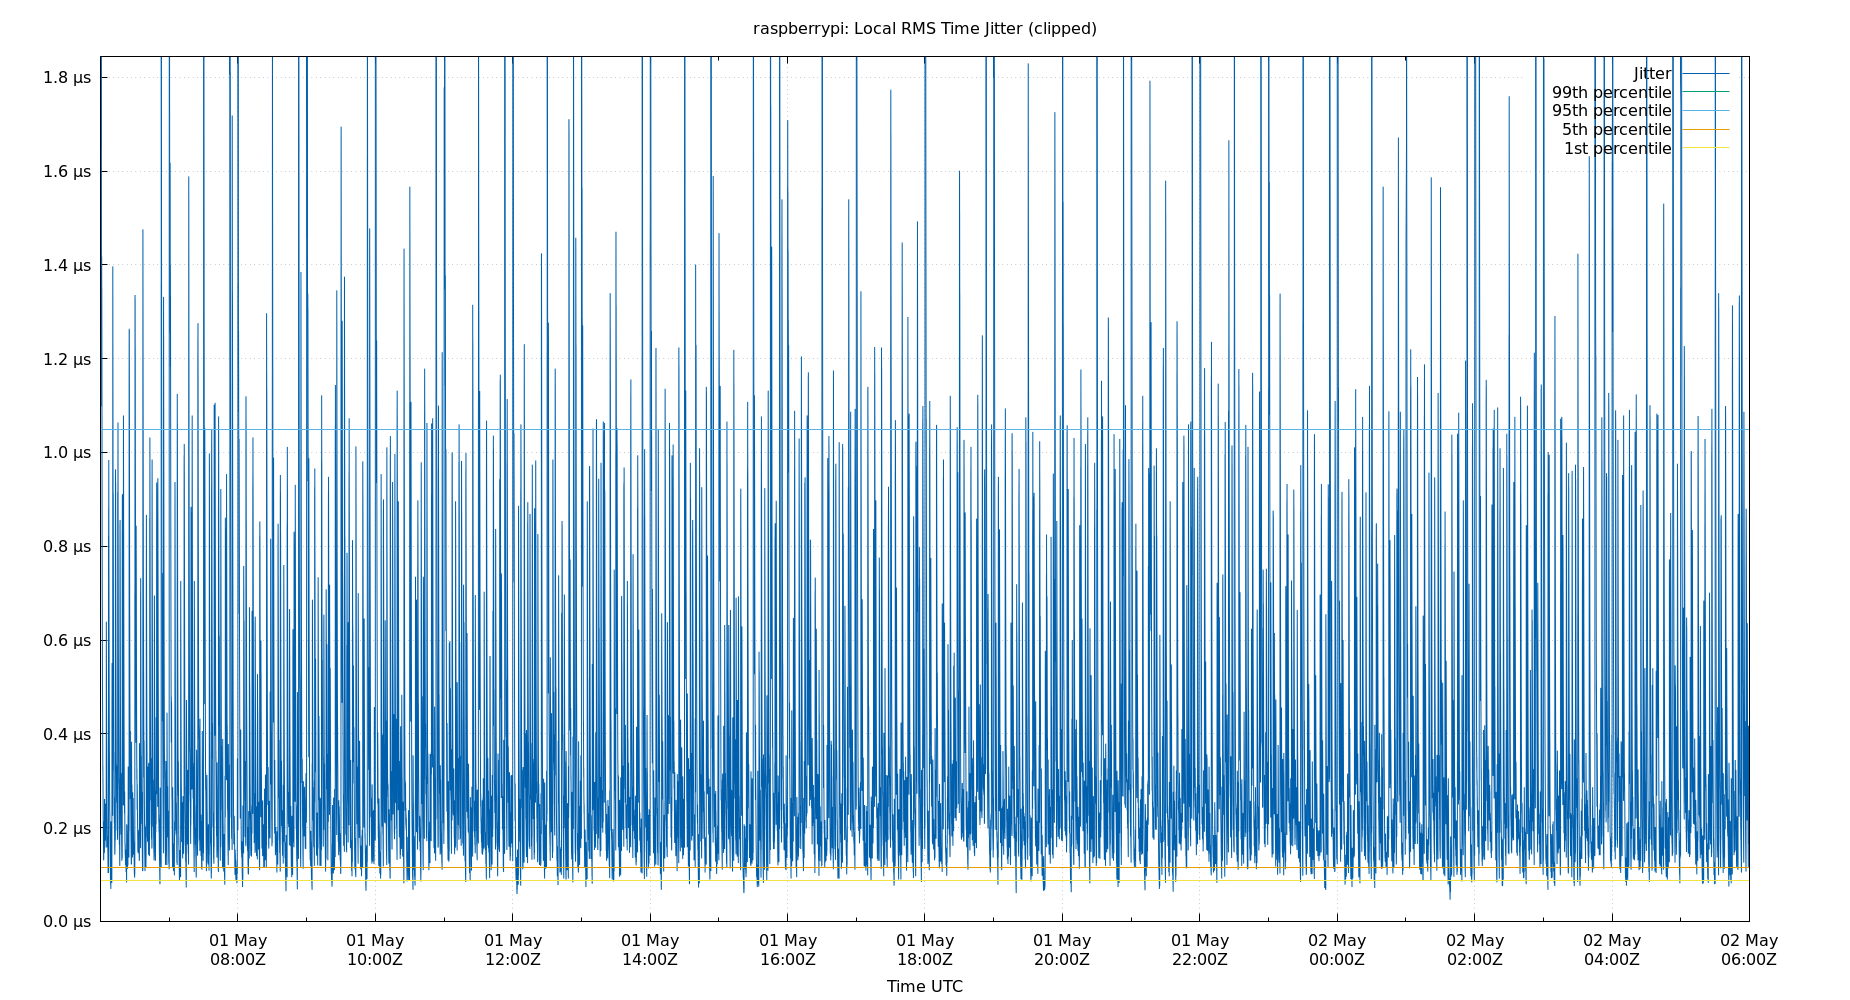 raspberrypi: Local RMS Time Jitter (clipped)
1.8 µs
1.6 µs
1.4 µs
1.2 µs
1.0 µs
0.8 µs
0.6 µs
0.4 µs
0.2 µs
0.0 µs
Jitter
99th percentile
95th percentile
5th percentile
1st percentile
01 May 01 May 01 May 01 May 01 May 01 May 01 May 01 May 02 May 02 May 02 May 02 May
08:00Z 10:00Z 12:00Z 14:00Z 16:00Z 18:00Z 20:00Z 22:00Z 00:00Z 02:00Z 04:00Z 06:00Z
Time UTC